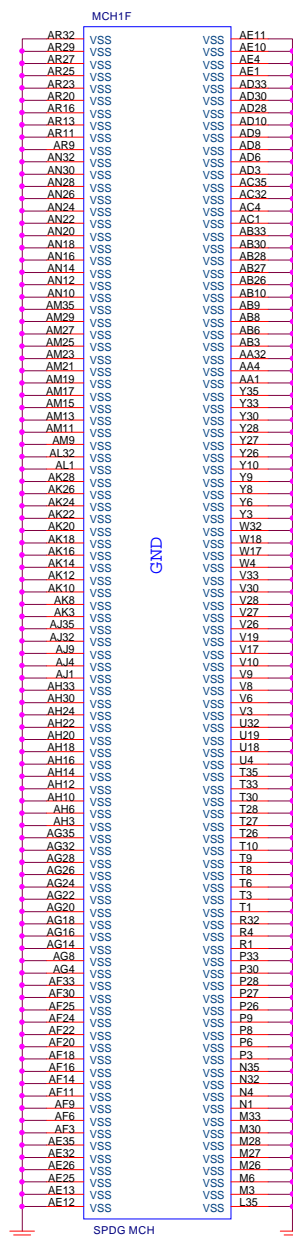 MCH1F
AR32 VSS VSS AE11
AR29 VSS VSS AE10
AR27 VSS VSS AE4
AR25 VSS VSS AE1
AR23 VSS VSS AD33
AR20 VSS VSS AD30
AR16 VSS VSS AD28
AR13 VSS VSS AD10
AR11 VSS VSS AD9
AR9 VSS VSS AD8
AN32 VSS VSS AD6
AN30 VSS VSS AD3
AN28 VSS VSS AC35
AN26 VSS VSS AC32
AN24 VSS VSS AC4
AN22 VSS VSS AC1
AN20 VSS VSS AB33
AN18 VSS VSS AB30
AN16 VSS VSS AB28
AN14 VSS VSS AB27
AN12 VSS VSS AB26
AN10 VSS VSS AB10
AM35 VSS VSS AB9
AM29 VSS VSS AB8
AM27 VSS VSS AB6
AM25 VSS VSS AB3
AM23 VSS VSS AA32
AM21 VSS VSS AA4
AM19 VSS VSS AA1
AM17 VSS VSS Y35
AM15 VSS VSS Y33
AM13 VSS VSS Y30
AM11 VSS VSS Y28
AM9 VSS VSS Y27
AL32 VSS VSS Y26
AL1 VSS VSS Y10
AK28 VSS VSS Y9
AK26 VSS VSS Y8
AK24 VSS VSS Y6
AK22 VSS VSS Y3
AK20 VSS VSS W32
AK18 VSS VSS W18
AK16 VSS VSS W17
GND
AK14 VSS VSS W4
AK12 VSS VSS V33
AK10 VSS VSS V30
AK8 VSS VSS V28
AK3 VSS VSS V27
AJ35 VSS VSS V26
AJ32 VSS VSS V19
AJ9 VSS VSS V17
AJ4 VSS VSS V10
AJ1 VSS VSS V9
AH33 VSS VSS V8
AH30 VSS VSS V6
AH24 VSS VSS V3
AH22 VSS VSS U32
AH20 VSS VSS U19
AH18 VSS VSS U18
AH16 VSS VSS U4
AH14 VSS VSS T35
AH12 VSS VSS T33
AH10 VSS VSS T30
AH6 VSS VSS T28
AH3 VSS VSS T27
AG35 VSS VSS T26
AG32 VSS VSS T10
AG28 VSS VSS T9
AG26 VSS VSS T8
AG24 VSS VSS T6
AG22 VSS VSS T3
AG20 VSS VSS T1
AG18 VSS VSS R32
AG16 VSS VSS R4
AG14 VSS VSS R1
AG8 VSS VSS P33
AG4 VSS VSS P30
AF33 VSS VSS P28
AF30 VSS VSS P27
AF25 VSS VSS P26
AF24 VSS VSS P9
AF22 VSS VSS P8
AF20 VSS VSS P6
AF18 VSS VSS P3
AF16 VSS VSS N35
AF14 VSS VSS N32
AF11 VSS VSS N4
AF9 VSS VSS N1
AF6 VSS VSS M33
AF3 VSS VSS M30
AE35 VSS VSS M28
AE32 VSS VSS M27
AE26 VSS VSS M26
AE25 VSS VSS M6
AE13 VSS VSS M3
AE12 VSS VSS L35
SPDG MCH